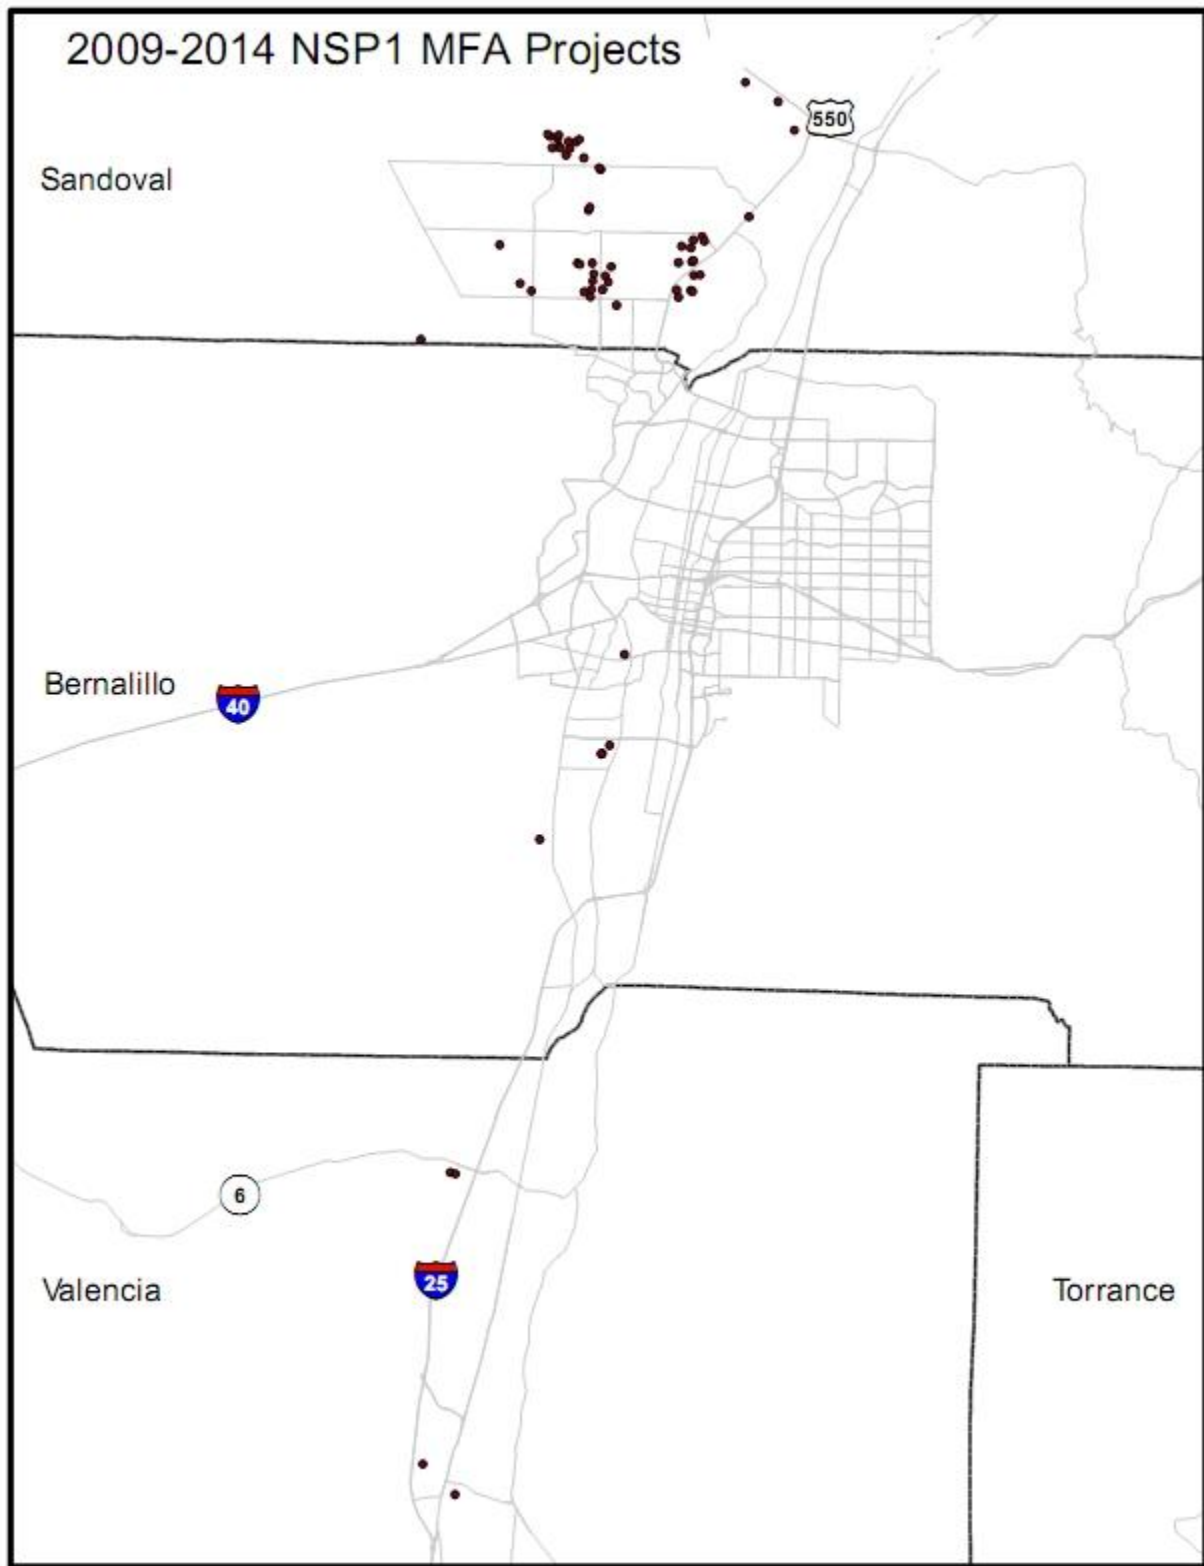 2009-2014 NSP1 MFA Projects
550
Sandoval
Bernalillo
40
6
25
Valencia
Torrance